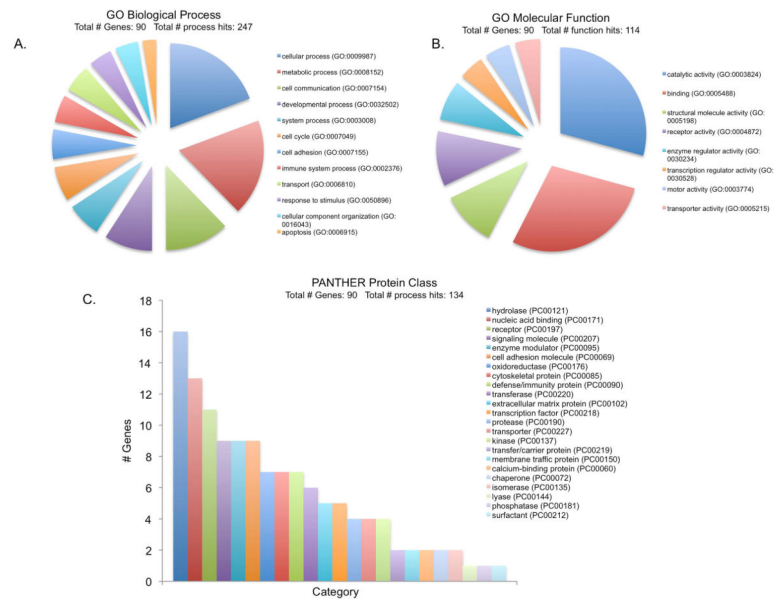 GO Biological Process
Total # Genes: 90 Total # process hits: 247
A.
cellular process (GO:0009987)
metabolic process (GO:0008152)
cell communication (GO:0007154)
developmental process (GO:0032502)
system process (GO:0003008)
cell cycle (GO:0007049)
cell adhesion (GO:0007155)
immune system process (GO:0002376)
transport (GO:0006810)
response to stimulus (GO:0050896)
cellular component organization (GO:
0016043)
apoptosis (GO:0006915)
GO Molecular Function
Total # Genes: 90 Total # function hits: 114
B.
catalytic activity (GO:0003824)
binding (GO:0005488)
structural molecule activity (GO:
0005198)
receptor activity (GO:0004872)
enzyme regulator activity (GO:
0030234)
transcription regulator activity (GO:
0030528)
motor activity (GO:0003774)
transporter activity (GO:0005215)
PANTHER Protein Class
Total # Genes: 90 Total # process hits: 134
C.
18
16
14
12
10
8
6
4
2
0
# Genes
Category
hydrolase (PC00121)
nucleic acid binding (PC00171)
receptor (PC00197)
signaling molecule (PC00207)
enzyme modulator (PC00095)
cell adhesion molecule (PC00069)
oxidoreductase (PC00176)
cytoskeletal protein (PC00085)
defense/immunity protein (PC00090)
transferase (PC00220)
extracellular matrix protein (PC00102)
transcription factor (PC00218)
protease (PC00190)
transporter (PC00227)
kinase (PC00137)
transfer/carrier protein (PC00219)
membrane traffic protein (PC00150)
calcium-binding protein (PC00060)
chaperone (PC00072)
isomerase (PC00135)
lyase (PC00144)
phosphatase (PC00181)
surfactant (PC00212)